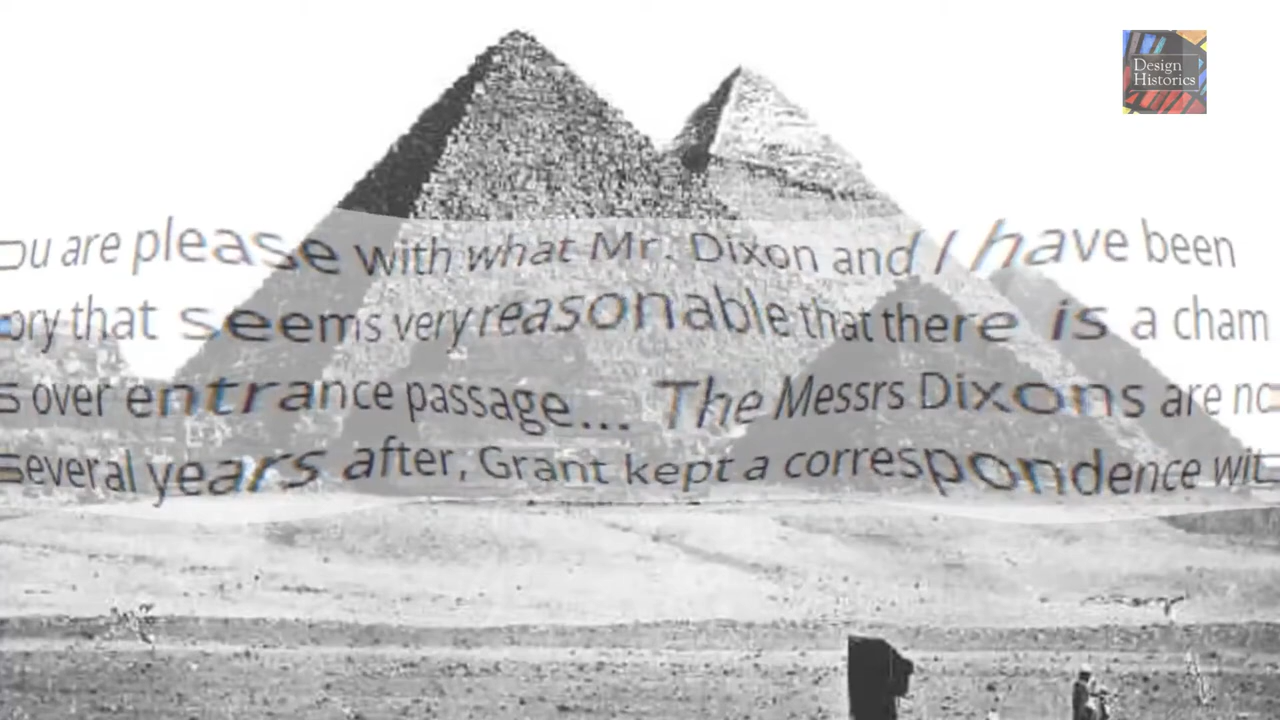 Design
Historics
ou are please with what Mr. Dixon and I have been
ory that seems very reasonable that there is a cham
s over entrance passage... The Messrs Dixons are no
several years after, Grant kept a correspondence wit